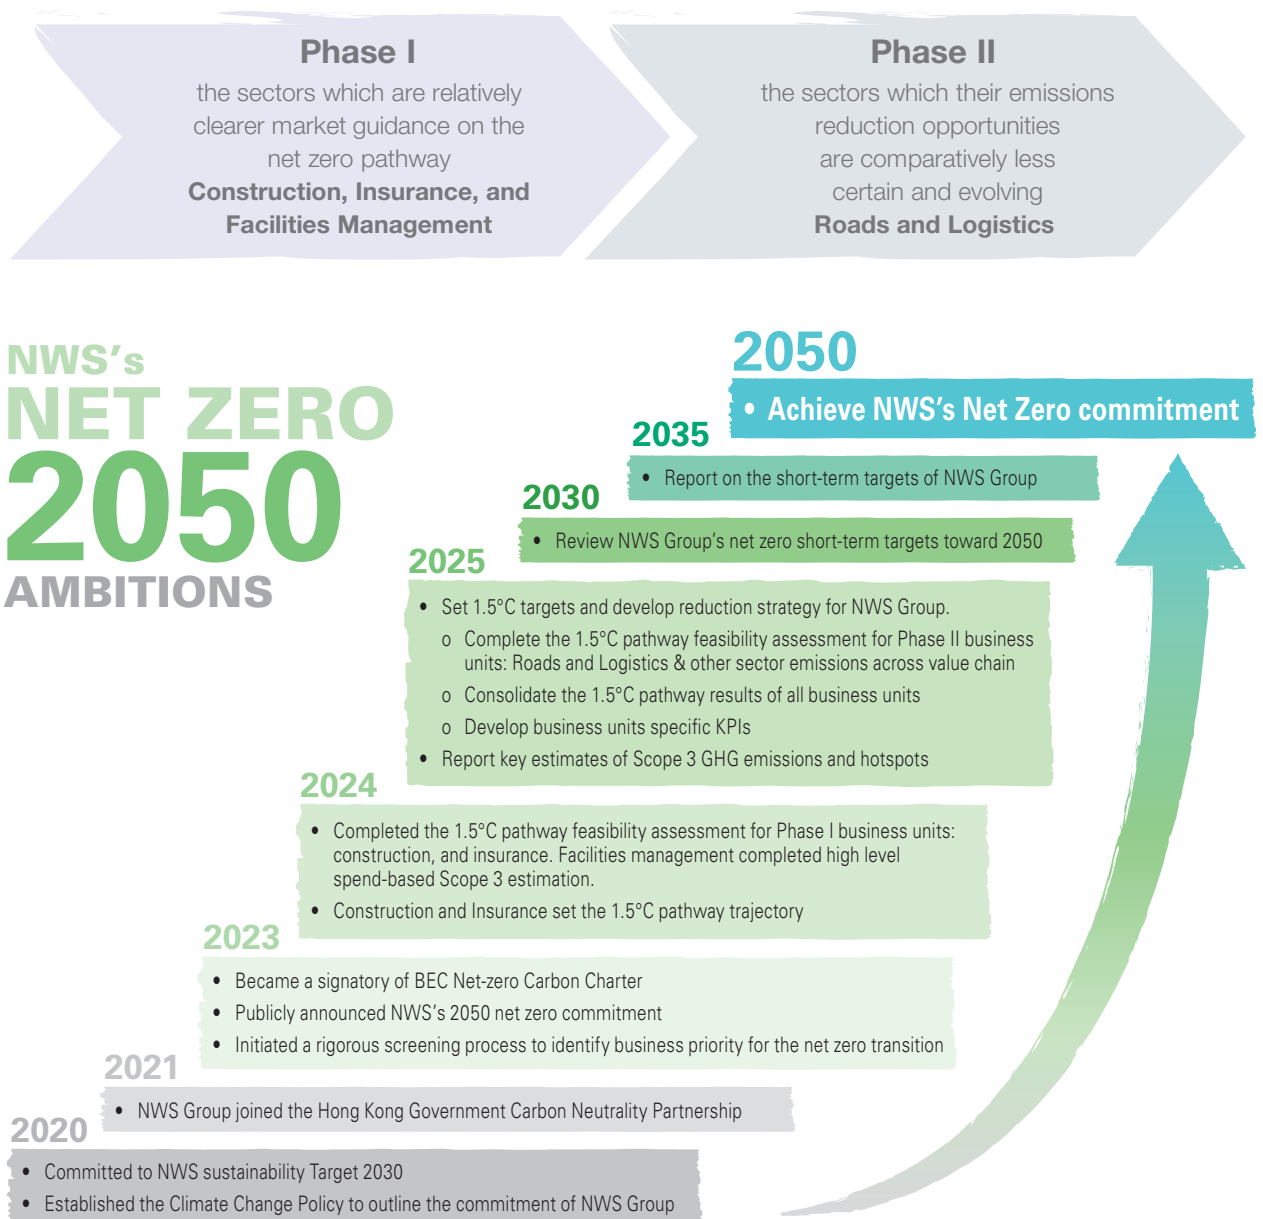 Phase I
the sectors which are relatively
clearer market guidance on the
net zero pathway
Construction, Insurance, and
Facilities Management
Phase II
the sectors which their emissions
reduction opportunities
are comparatively less
certain and evolving
Roads and Logistics
NWS's
NET ZERO
2050
AMBITIONS
2050
• Achieve NWS's Net Zero commitment
2035
• Report on the short-term targets of NWS Group
2030
• Review NWS Group's net zero short-term targets toward 2050
2025
• Set 1.5°C targets and develop reduction strategy for NWS Group.
o Complete the 1.5°C pathway feasibility assessment for Phase II business
units: Roads and Logistics & other sector emissions across value chain
o Consolidate the 1.5°C pathway results of all business units
o Develop business units specific KPIs
• Report key estimates of Scope 3 GHG emissions and hotspots
2024
• Completed the 1.5°C pathway feasibility assessment for Phase I business units:
construction, and insurance. Facilities management completed high level
spend-based Scope 3 estimation.
• Construction and Insurance set the 1.5°C pathway trajectory
2023
• Became a signatory of BEC Net-zero Carbon Charter
• Publicly announced NWS's 2050 net zero commitment
• Initiated a rigorous screening process to identify business priority for the net zero transition
2021
• NWS Group joined the Hong Kong Government Carbon Neutrality Partnership
2020
• Committed to NWS sustainability Target 2030
• Established the Climate Change Policy to outline the commitment of NWS Group